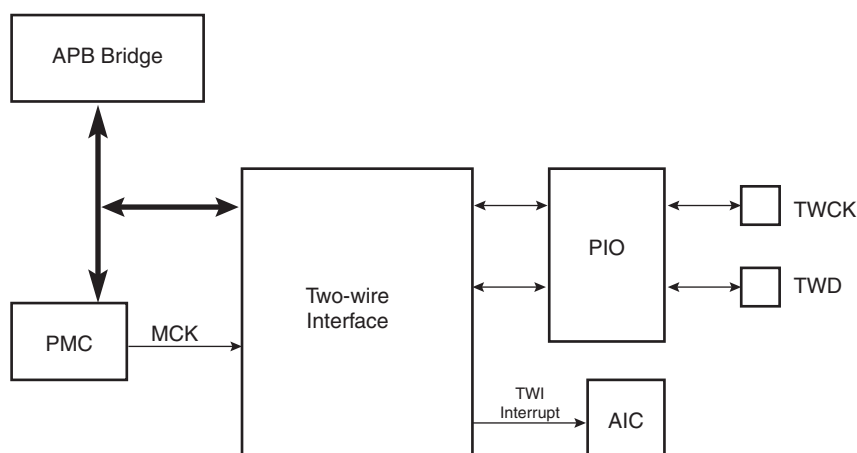 APB Bridge
TWCK
PIO
TWD
Two-wire
Interface
PMC
MCK
TWI
Interrupt
AIC